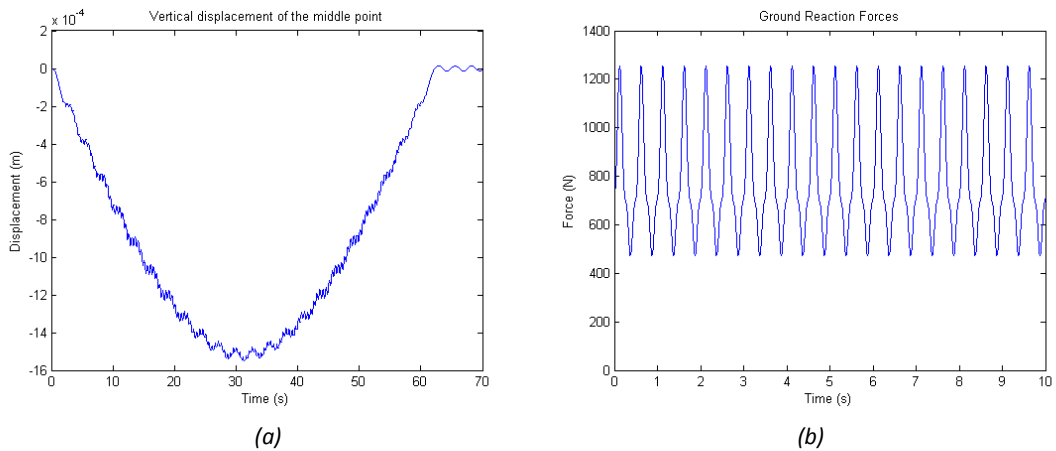 Vertical displacement of the middle point
x 10^-4
2
0
-2
-4
-6
-8
-10
-12
-14
-16
Displacement (m)
0 10 20 30 40 50 60 70
Time (s)
(a)
Ground Reaction Forces
1400
1200
1000
800
600
400
200
0
Force (N)
0 1 2 3 4 5 6 7 8 9 10
Time (s)
(b)